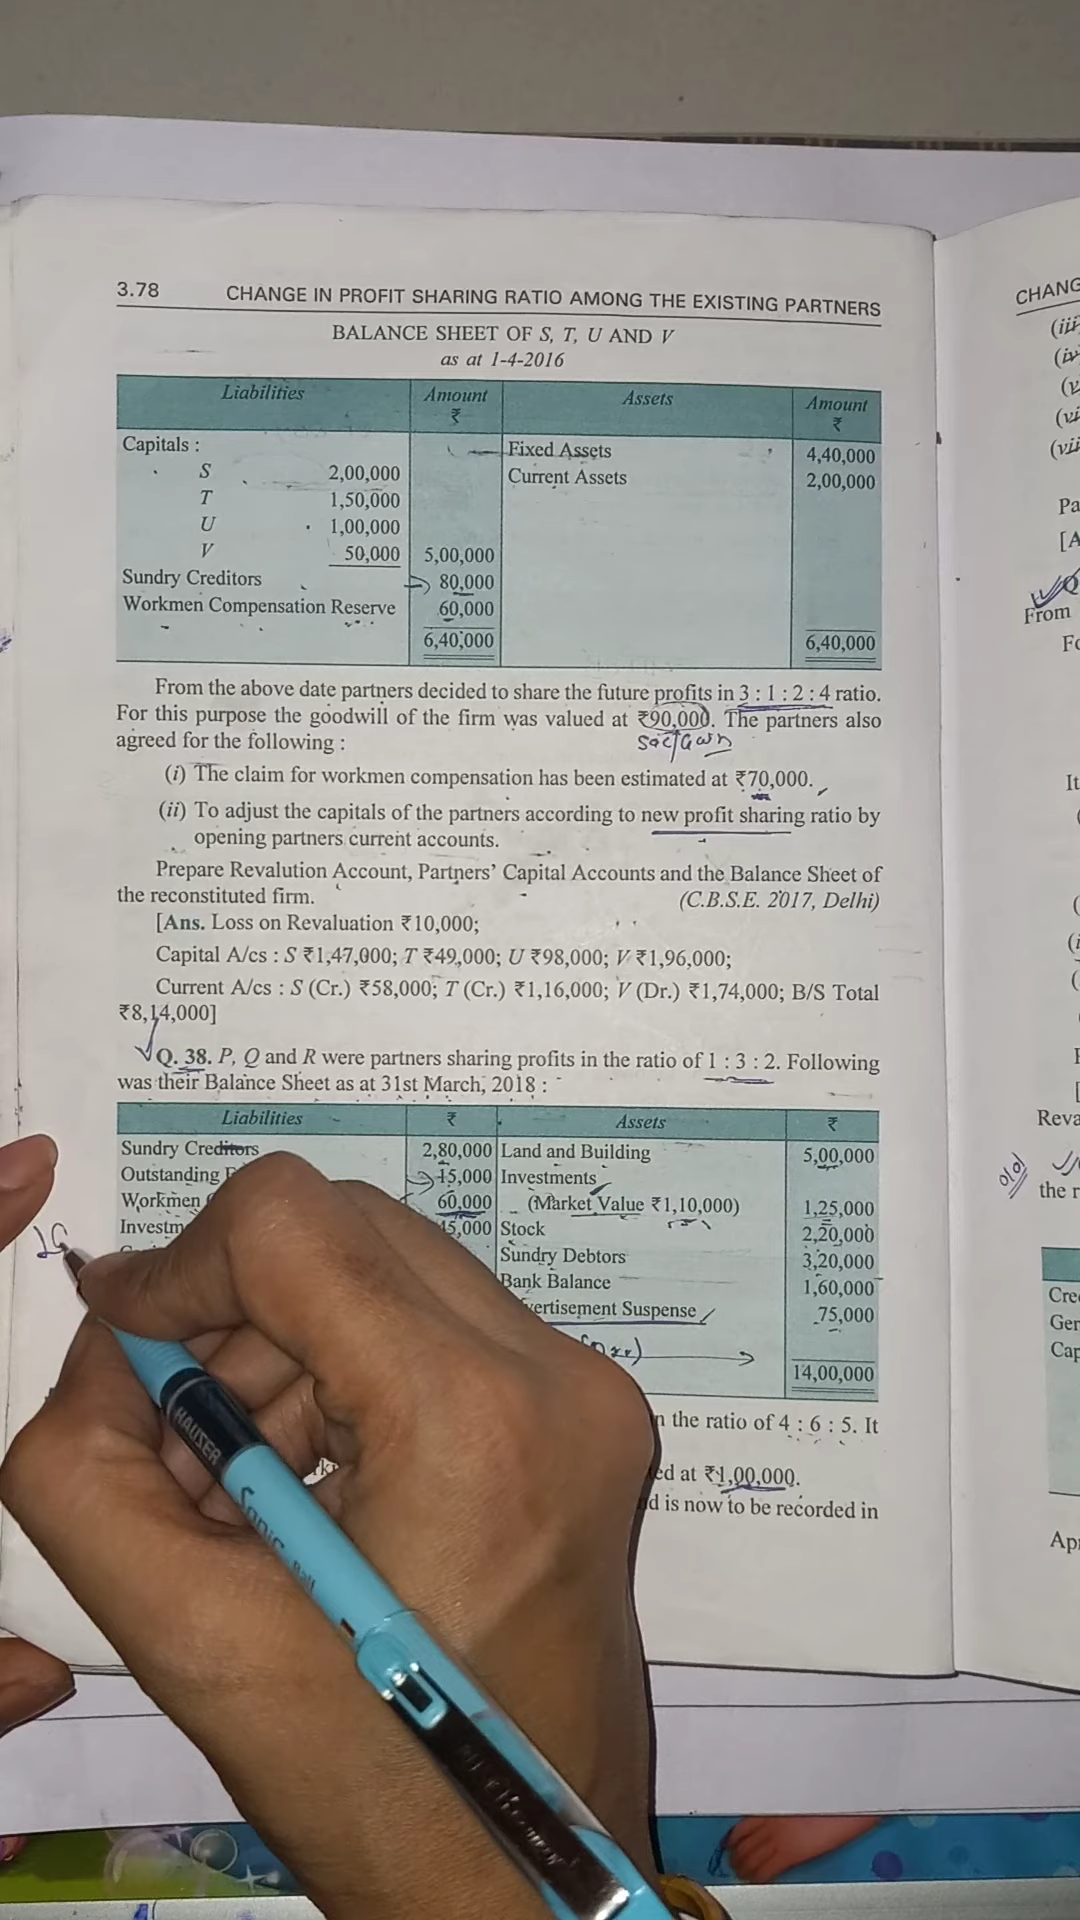 3.78 CHANGE IN PROFIT SHARING RATIO AMONG THE EXISTING PARTNERS
BALANCE SHEET OF S, T, U AND V
as at 1-4-2016
Liabilities Amount ₹ Assets Amount ₹
Capitals : Fixed Assets 4,40,000
S 2,00,000 Current Assets 2,00,000
T 1,50,000
U 1,00,000
V 50,000 5,00,000
Sundry Creditors 80,000
Workmen Compensation Reserve 60,000
6,40,000 6,40,000
From the above date partners decided to share the future profits in 3 : 1 : 2 : 4 ratio.
For this purpose the goodwill of the firm was valued at ₹90,000. The partners also
Sac/Gain
agreed for the following :
(i) The claim for workmen compensation has been estimated at ₹70,000.
(ii) To adjust the capitals of the partners according to new profit sharing ratio by
opening partners current accounts.
Prepare Revalution Account, Partners' Capital Accounts and the Balance Sheet of
the reconstituted firm. (C.B.S.E. 2017, Delhi)
[Ans. Loss on Revaluation ₹10,000;
Capital A/cs : S ₹1,47,000; T ₹49,000; U ₹98,000; V ₹1,96,000;
Current A/cs : S (Cr.) ₹58,000; T (Cr.) ₹1,16,000; V (Dr.) ₹1,74,000; B/S Total
₹8,14,000]
Q. 38. P, Q and R were partners sharing profits in the ratio of 1 : 3 : 2. Following
was their Balance Sheet as at 31st March, 2018 :
Liabilities ₹ Assets ₹
Sundry Creditors 2,80,000 Land and Building 5,00,000
Outstanding 15,000 Investments
Workmen 60,000 (Market Value ₹1,10,000) 1,25,000
Stock 2,20,000
Sundry Debtors 3,20,000
Bank Balance 1,60,000
Suspense 75,000
14,00,000
the ratio of 4 : 6 : 5. It
at ₹1,00,000.
is now to be recorded in
CHANG
(iii
Pa
[A
From
It
Reva
the
HAUSER
Sonic